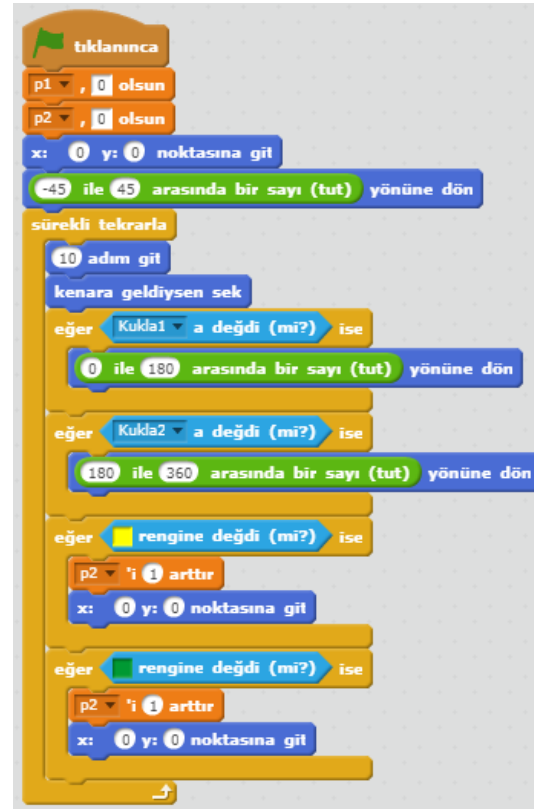 tıklanınca
p1 , 0 olsun
p2 , 0 olsun
x: 0 y: 0 noktasına git
-45 ile 45 arasında bir sayı (tut) yönüne dön
sürekli tekrarla
10 adım git
kenara geldiysen sek
eğer Kukla1 a değdi (mi?) ise
0 ile 180 arasında bir sayı (tut) yönüne dön
eğer Kukla2 a değdi (mi?) ise
180 ile 360 arasında bir sayı (tut) yönüne dön
eğer rengine değdi (mi?) ise
p2 'i 1 arttır
x: 0 y: 0 noktasına git
eğer rengine değdi (mi?) ise
p2 'i 1 arttır
x: 0 y: 0 noktasına git